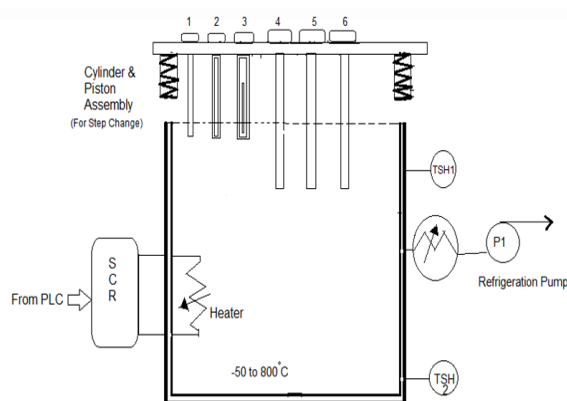 1 2 3 4 5 6
Cylinder &
Piston
Assembly
(For Step Change)
TSH1
S
C
R
P1
From PLC
Heater
Refrigeration Pump
-50 to 800°C
TSH
2